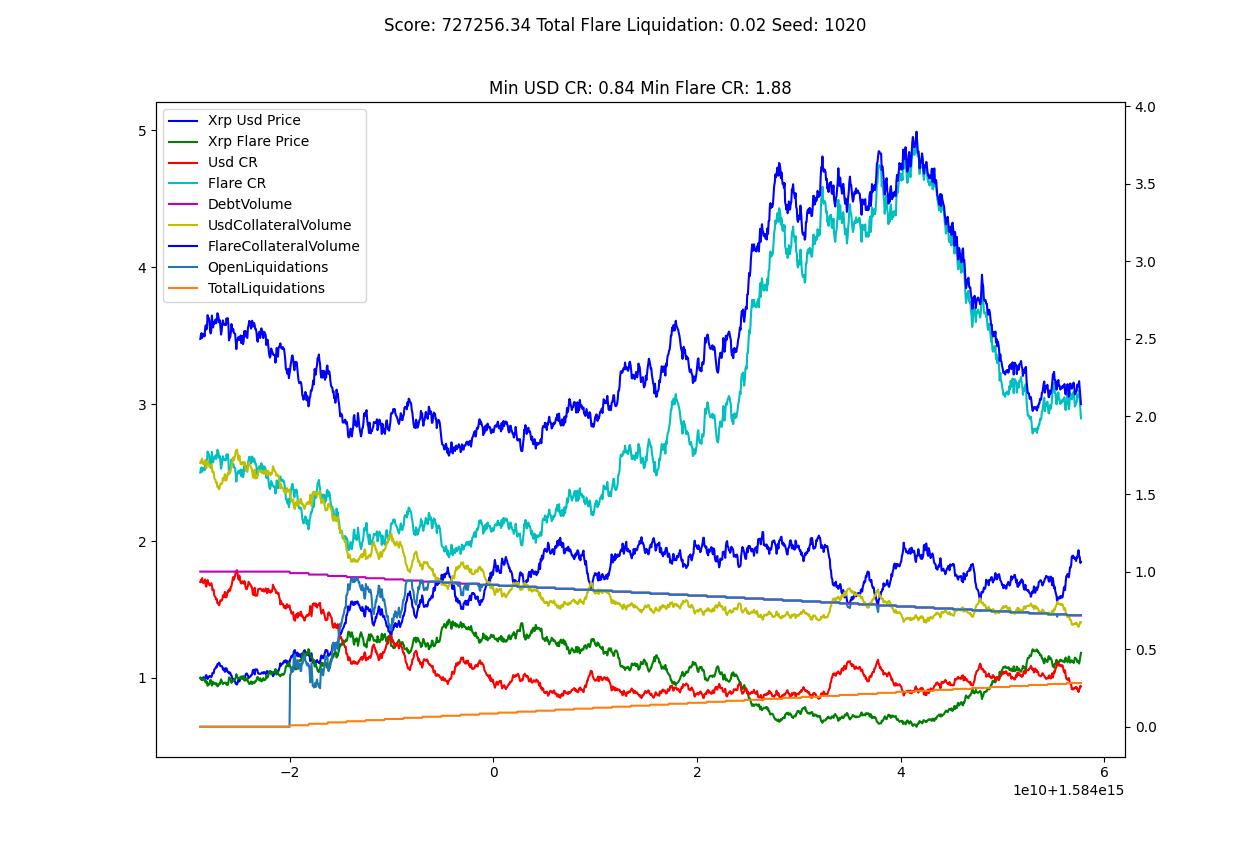 Score: 727256.34 Total Flare Liquidation: 0.02 Seed: 1020
Min USD CR: 0.84 Min Flare CR: 1.88
Xrp Usd Price
Xrp Flare Price
Usd CR
Flare CR
DebtVolume
UsdCollateralVolume
FlareCollateralVolume
OpenLiquidations
TotalLiquidations
5
4
3
2
1
4.0
3.5
3.0
2.5
2.0
1.5
1.0
0.5
0.0
−2 0 2 4 6
1e10+1.584e15